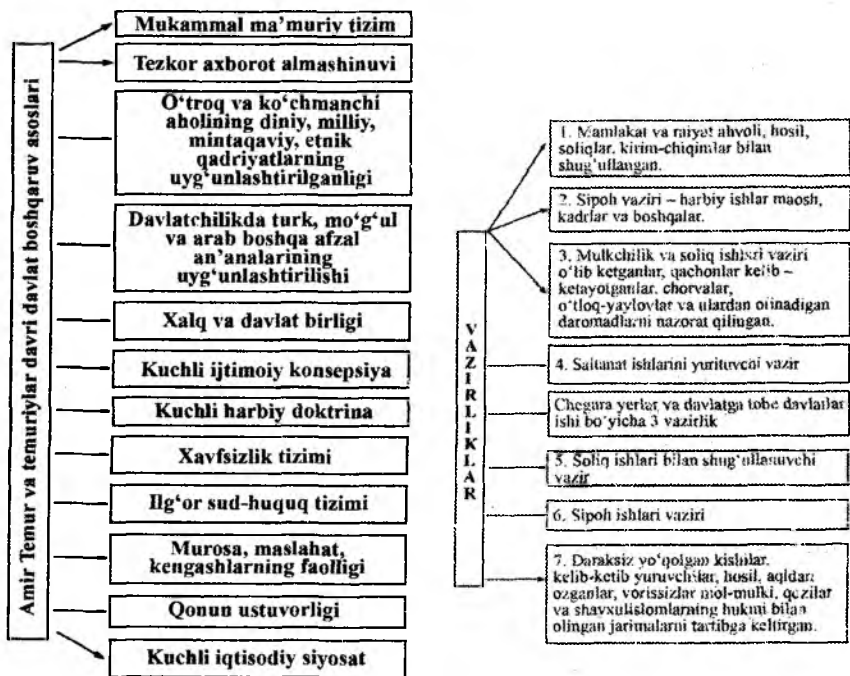 Amir Temur va temuriylar davri davlat boshqaruv asoslari
Mukammal ma'muriy tizim
Tezkor axborot almashinuvi
O‘troq va ko‘chmanchi
aholining diniy, milliy,
mintaqaviy, etnik
qadriyatlarning
uyg‘unlashtirilganligi
Davlatchilikda turk, mo‘g‘ul
va arab boshqa afzal
an’analarining
uyg‘unlashtirilishi
Xalq va davlat birligi
Kuchli ijtimoiy konsepsiya
Kuchli harbiy doktrina
Xavfsizlik tizimi
Ilg‘or sud-huquq tizimi
Murosa, maslahat,
kengashlarning faolligi
Qonun ustuvorligi
Kuchli iqtisodiy siyosat
VAZIRLIKLAR
1. Mamlakat va raiyat ahvoli, hosil,
soliqlar, kirim-chiqimlar bilan
shug‘ullangan.
2. Sipoh vaziri – harbiy ishlar maosh,
kadrlar va boshqalar.
3. Mulkchilik va soliq ishlari vaziri
o‘lib ketganlar, qachonlar kelib –
ketayotganlar, chorvalar,
o‘tloq-yaylovlar va ulardan olinadigan
daromadlarni nazorat qilingan.
4. Saltanat ishlarini yurituvchi vazir
Chegara yerlar va davlatga tobe davlatlar
ishi bo‘yicha 3 vazirlik
5. Soliq ishlari bilan shug‘ullanuvchi
vazir
6. Sipoh ishlari vaziri
7. Daraksiz yo‘qolgan kishilar,
kelib-ketib yuruvchilar, hosil, aqldan
ozganlar, vorissizlar mol-mulki, qozilar
va shayxulislomlarning hukmi bilan
olingan jarimalarni tartibga keltirgan.